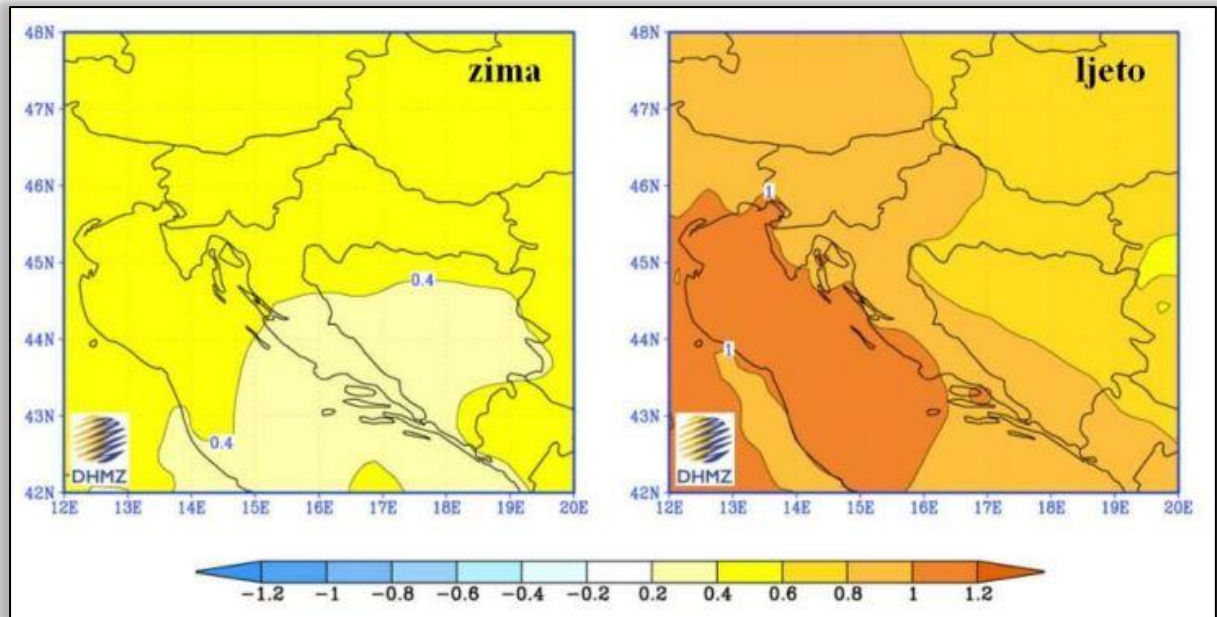 zima
ljeto
48N
47N
46N
45N
44N
43N
42N
12E 13E 14E 15E 16E 17E 18E 19E 20E
0.4
0.4
DHMZ
48N
47N
46N
45N
44N
43N
42N
12E 13E 14E 15E 16E 17E 18E 19E 20E
1
1
DHMZ
-1.2 -1 -0.8 -0.6 -0.4 -0.2 0.2 0.4 0.6 0.8 1 1.2